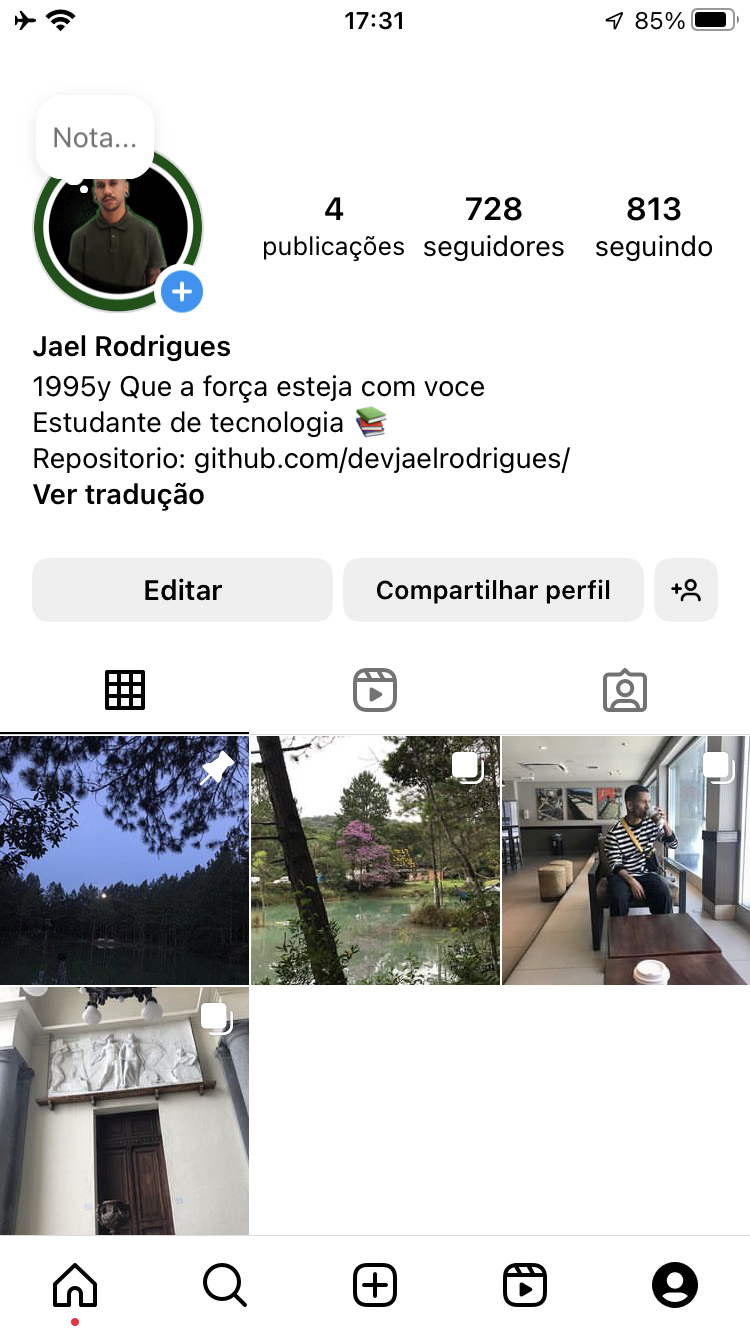 17:31
85%
Nota...
4
publicações
728
seguidores
813
seguindo
Jael Rodrigues
1995y Que a força esteja com voce
Estudante de tecnologia
Repositorio: github.com/devjaelrodrigues/
Ver tradução
Editar
Compartilhar perfil